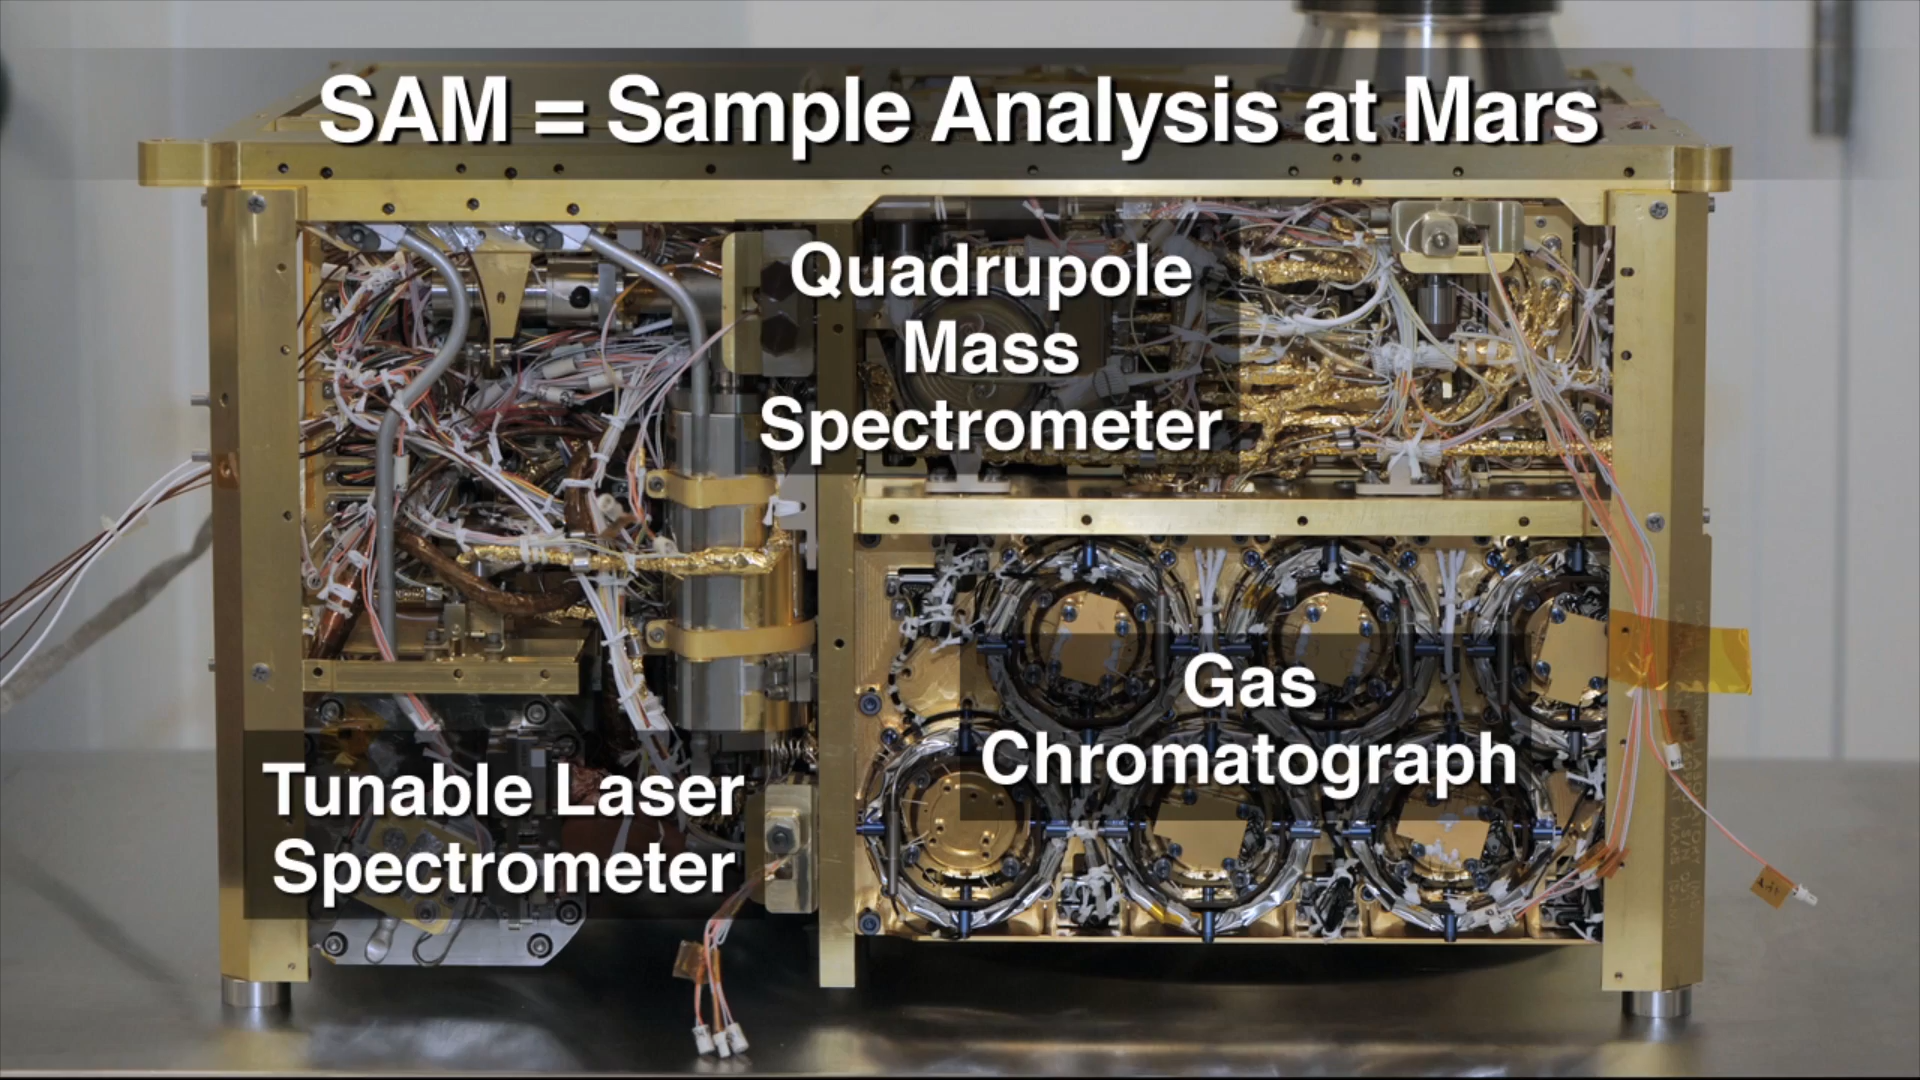 SAM = Sample Analysis at Mars
Quadrupole
Mass
Spectrometer
Gas
Chromatograph
Tunable Laser
Spectrometer